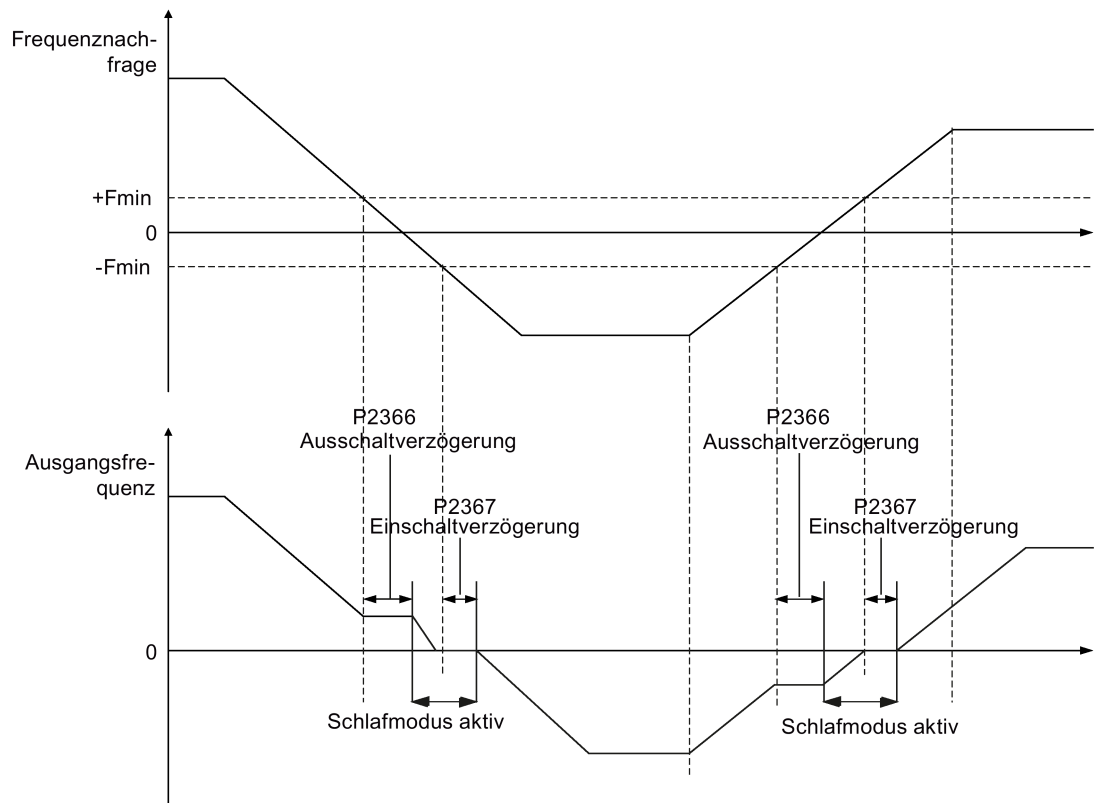 Frequenznach-
frage
+Fmin
0
-Fmin
P2366
Ausschaltverzögerung
P2366
Ausschaltverzögerung
Ausgangsfre-
quenz
P2367
Einschaltverzögerung
P2367
Einschaltverzögerung
0
Schlafmodus aktiv
Schlafmodus aktiv